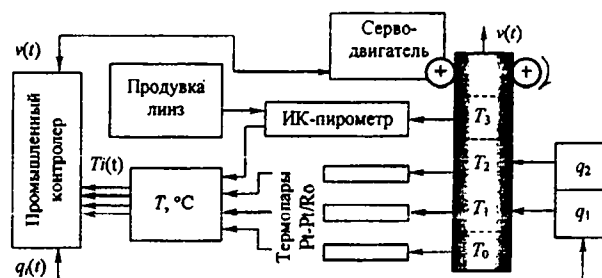 v(t)
Серво-
двигатель
v(t)
Продувка
линз
ИК-пирометр
Промышленный
контролер
Ti(t)
T, °C
Термопары
Pt-Pt/Ro
T3
T2
T1
T0
q2
q1
qi(t)
+
+